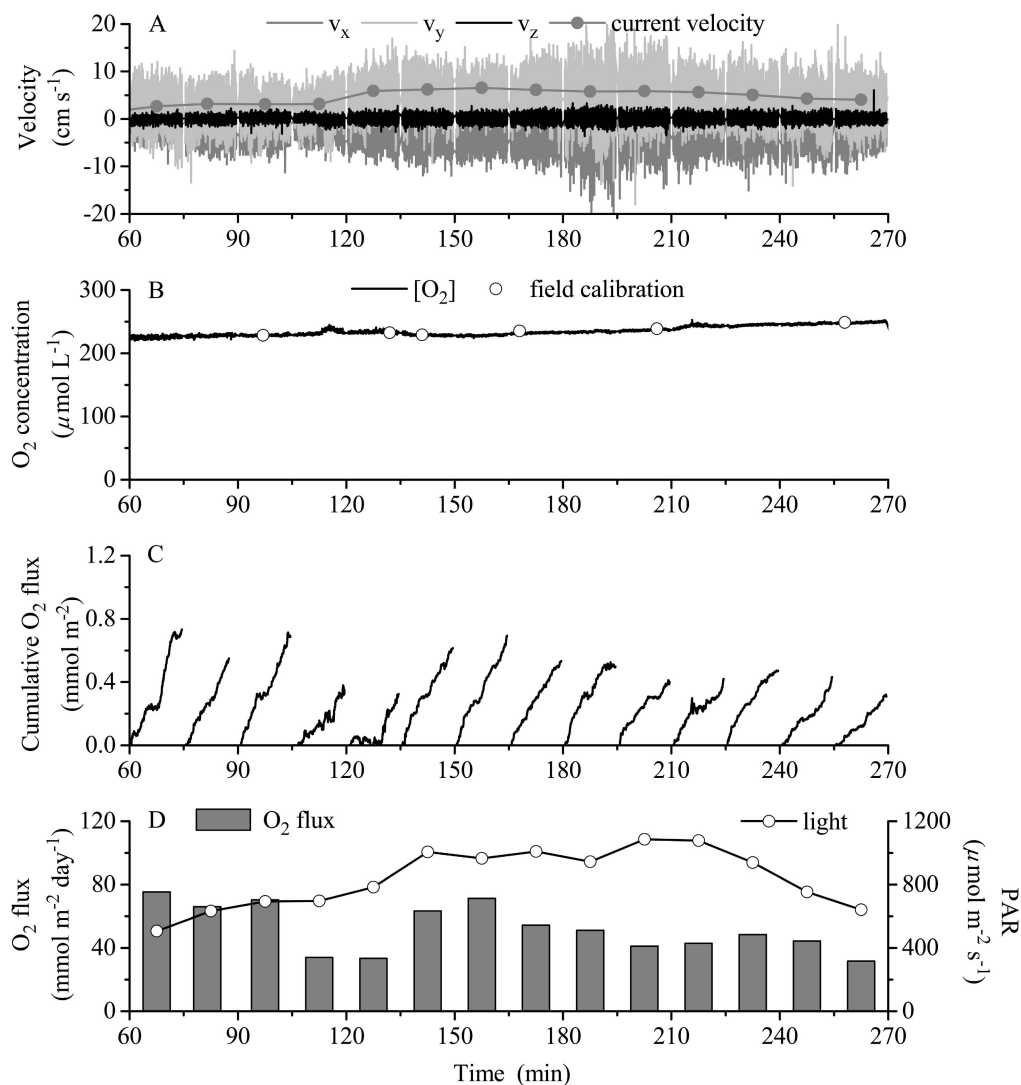 A v_x v_y v_z current velocity
20
10
0
-10
-20
Velocity
(cm s⁻¹)
60 90 120 150 180 210 240 270
B [O₂] field calibration
300
200
100
0
O₂ concentration
(μmol L⁻¹)
60 90 120 150 180 210 240 270
C
1.2
0.8
0.4
0.0
Cumulative O₂ flux
(mmol m⁻²)
60 90 120 150 180 210 240 270
D O₂ flux light
120 1200
80 800
40 400
0 0
O₂ flux
(mmol m⁻² day⁻¹)
PAR
(μmol m⁻² s⁻¹)
60 90 120 150 180 210 240 270
Time (min)